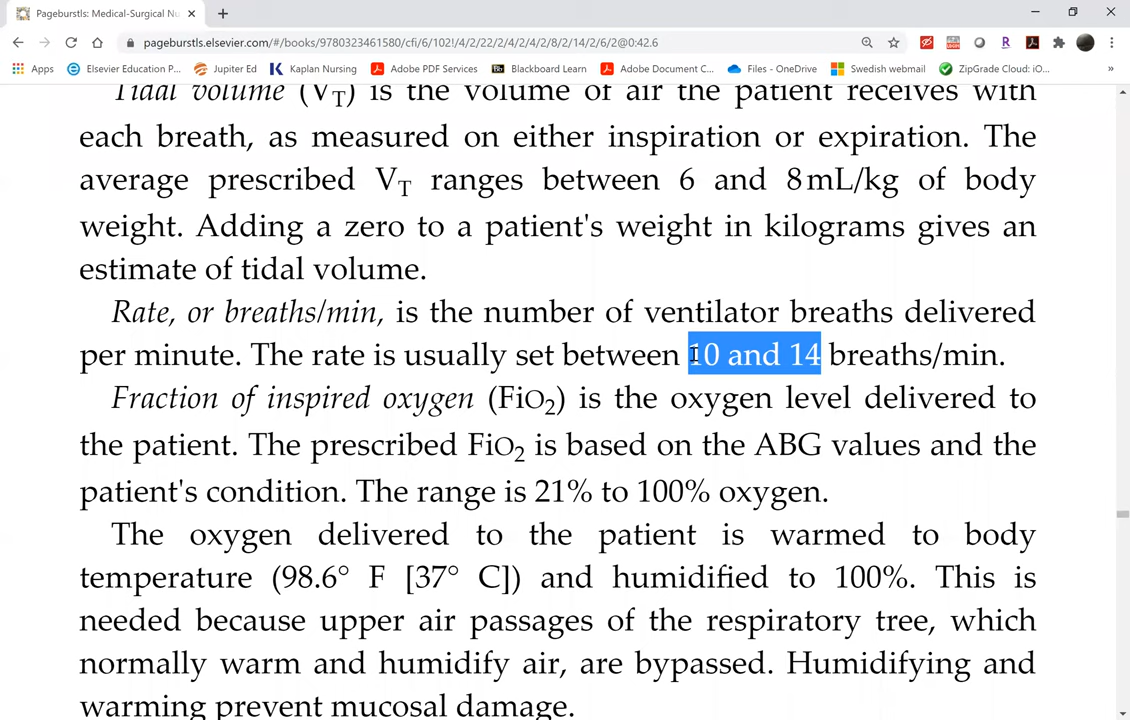 Pageburstls: Medical-Surgical Nu
pageburstls.elsevier.com/#/books/9780323461580/cfi/6/102!/4/2/22/2/4/2/4/2/8/2/14/2/6/2@0:42.6
Apps Elsevier Education P... Jupiter Ed Kaplan Nursing Adobe PDF Services Blackboard Learn Adobe Document C... Files - OneDrive Swedish webmail ZipGrade Cloud: iO... »
Tidal volume (VT) is the volume of air the patient receives with
each breath, as measured on either inspiration or expiration. The
average prescribed VT ranges between 6 and 8 mL/kg of body
weight. Adding a zero to a patient's weight in kilograms gives an
estimate of tidal volume.
Rate, or breaths/min, is the number of ventilator breaths delivered
per minute. The rate is usually set between 10 and 14 breaths/min.
Fraction of inspired oxygen (FiO2) is the oxygen level delivered to
the patient. The prescribed FiO2 is based on the ABG values and the
patient's condition. The range is 21% to 100% oxygen.
The oxygen delivered to the patient is warmed to body
temperature (98.6° F [37° C]) and humidified to 100%. This is
needed because upper air passages of the respiratory tree, which
normally warm and humidify air, are bypassed. Humidifying and
warming prevent mucosal damage.